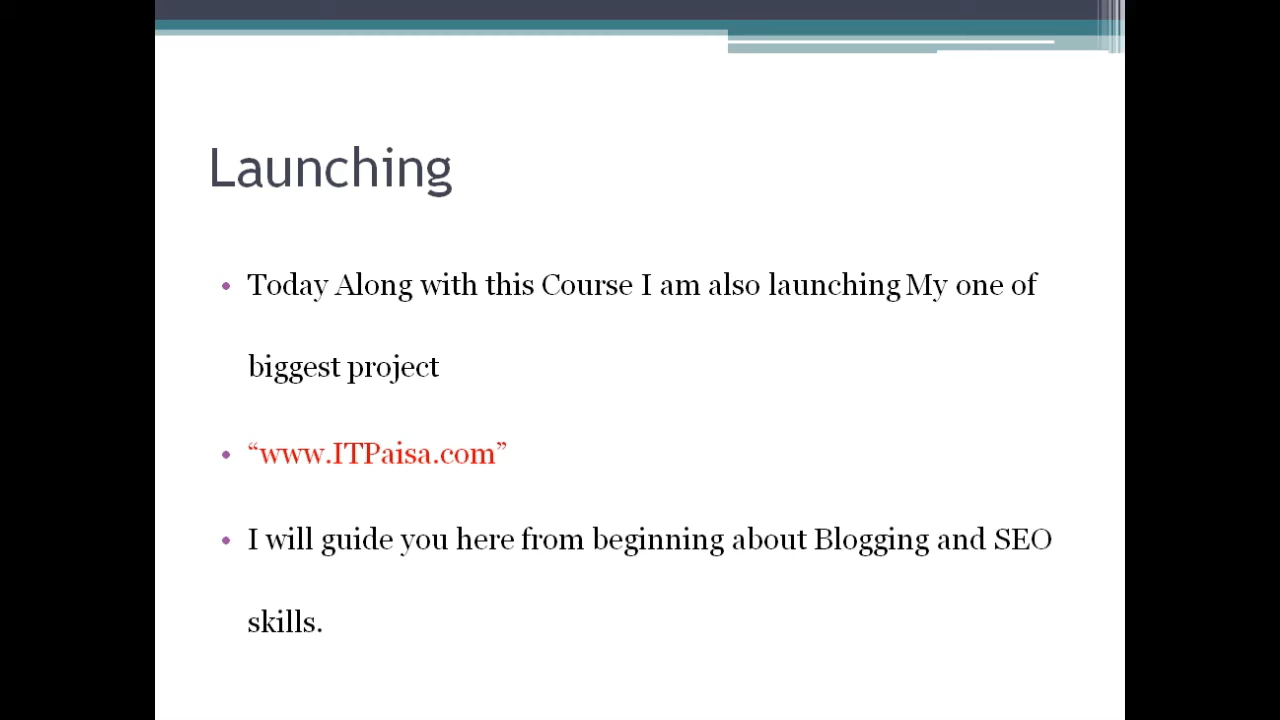 Launching
• Today Along with this Course I am also launching My one of
biggest project
• “www.ITPaisa.com”
• I will guide you here from beginning about Blogging and SEO
skills.